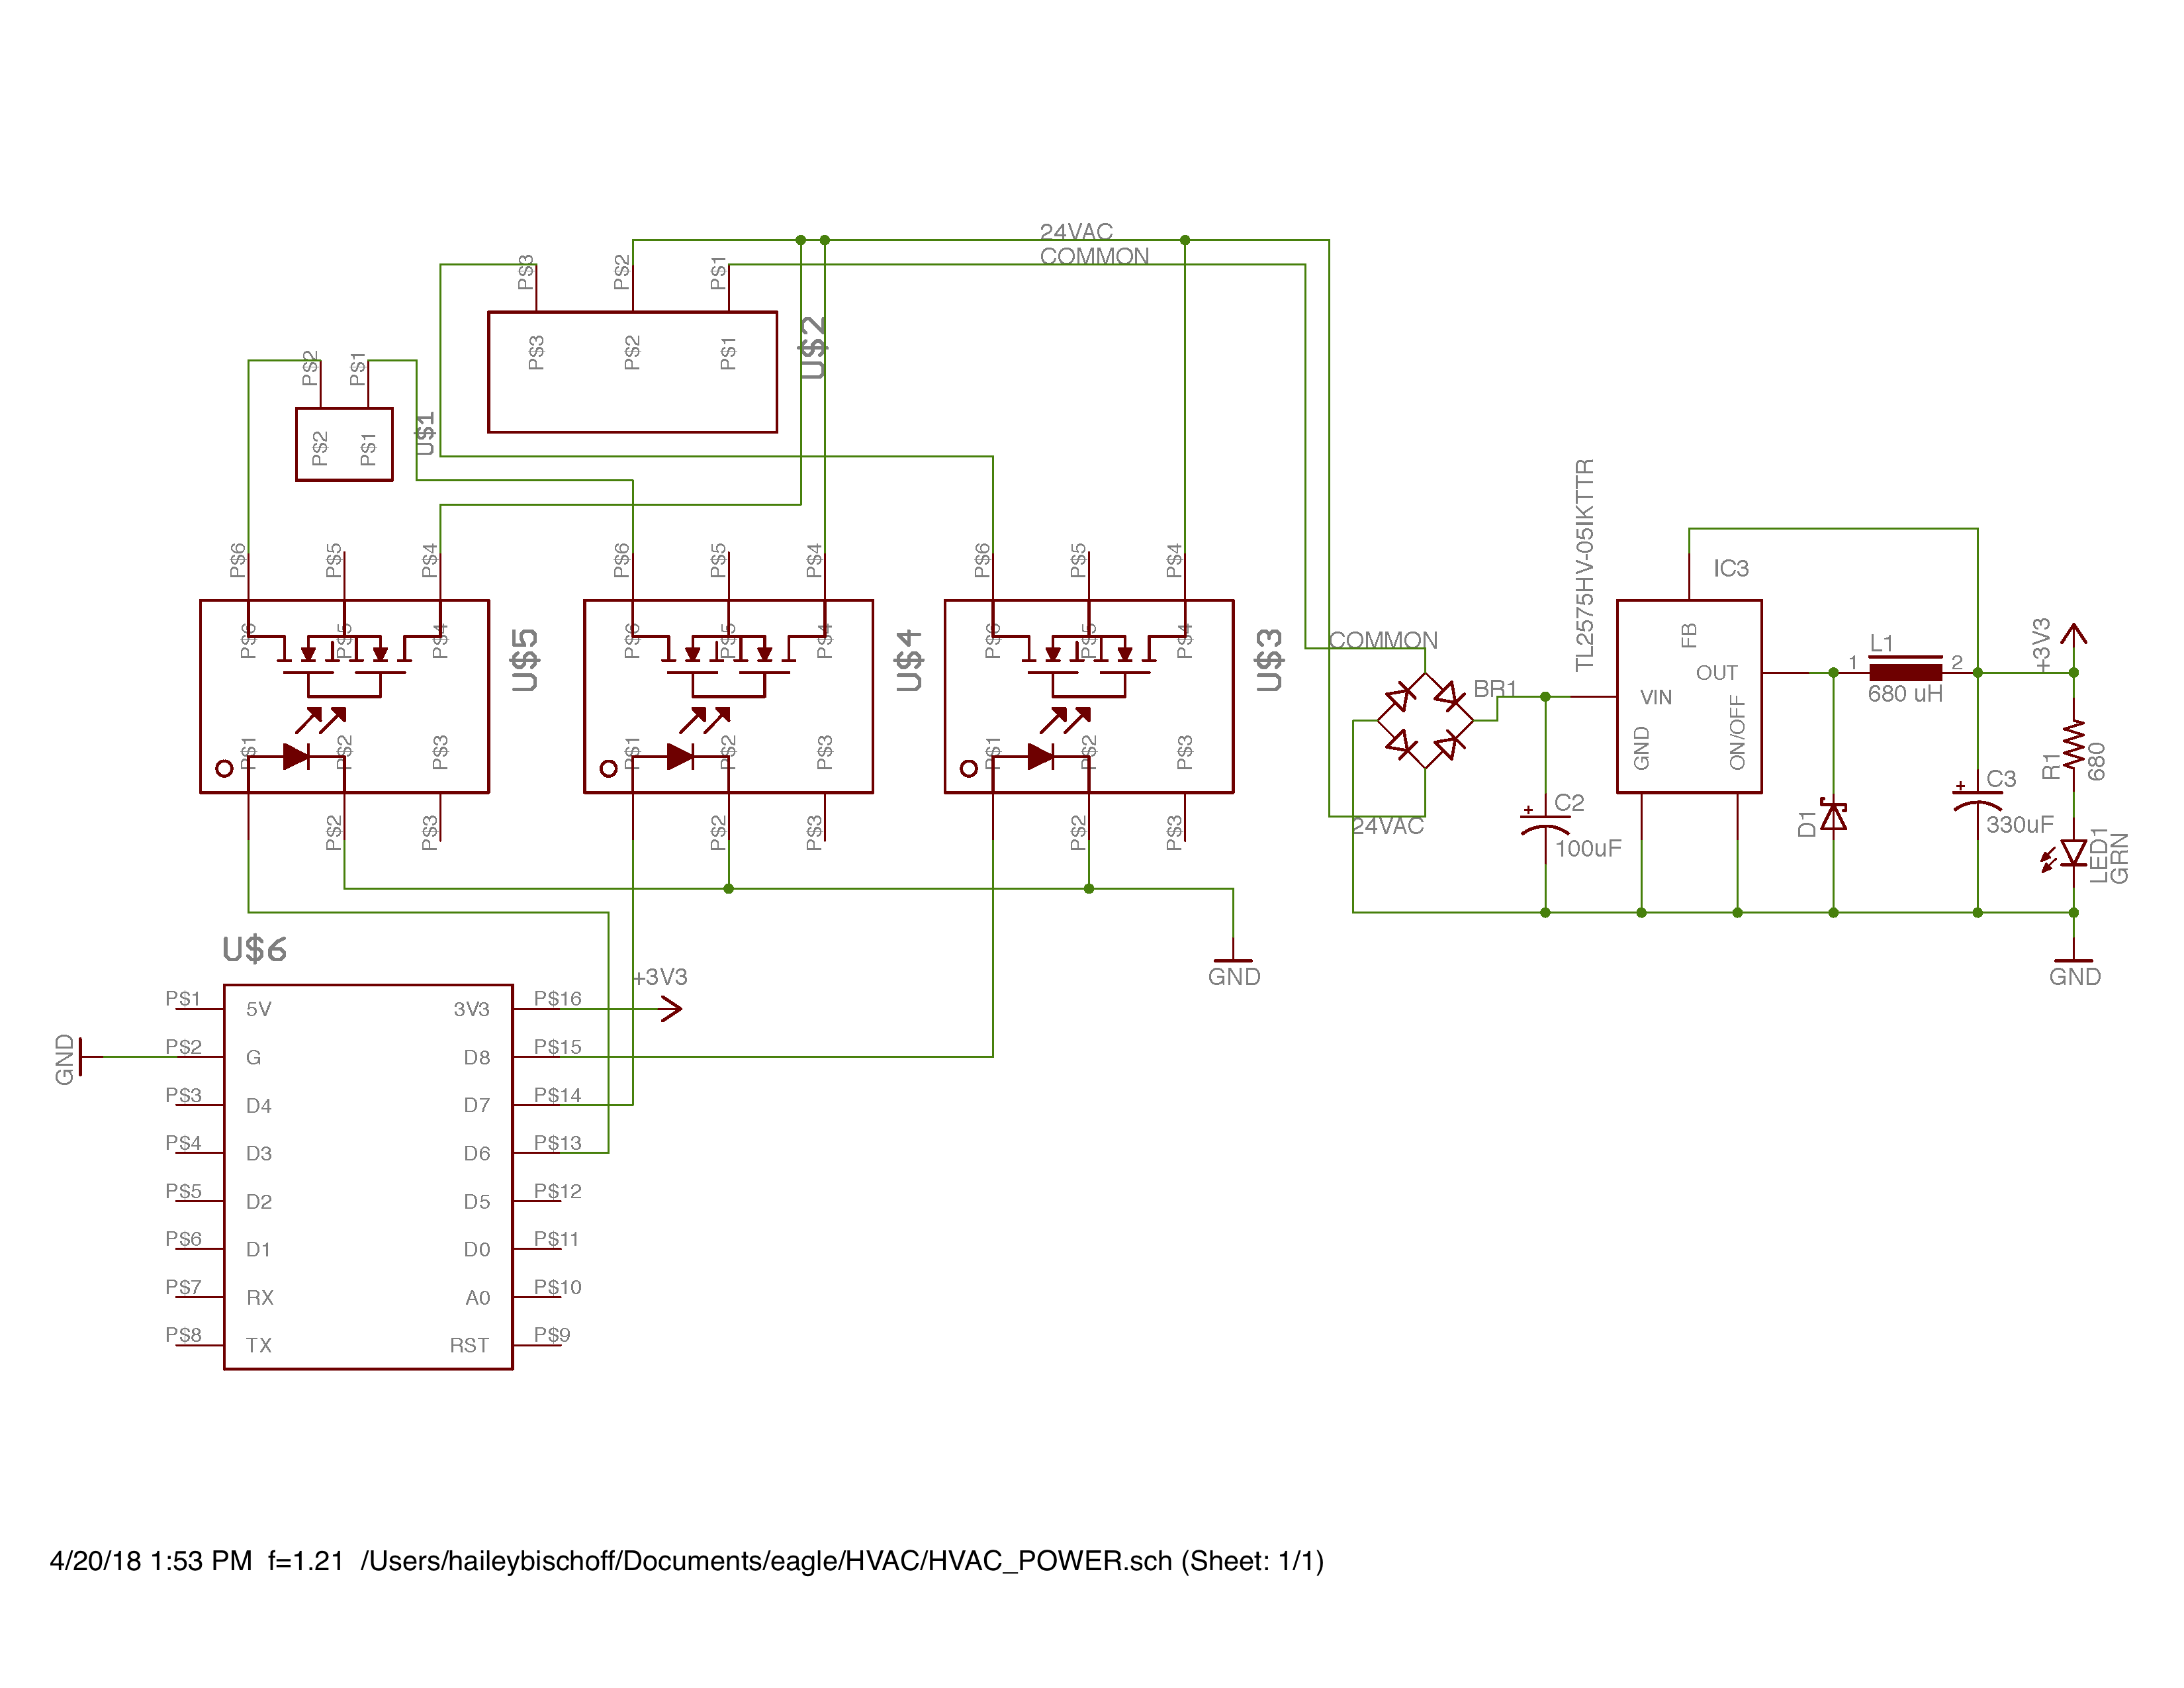 24VAC
COMMON
P$3
P$2
P$1
P$3
P$2
P$1
U$2
P$2
P$1
P$2
P$1
U$1
P$6
P$5
P$4
P$6
P$5
P$4
P$6
P$5
P$4
P$6
P$5
P$4
U$5
P$6
P$5
P$4
U$4
P$6
P$5
P$4
U$3
P$1
P$2
P$3
P$1
P$2
P$3
P$1
P$2
P$3
P$2
P$3
P$2
P$3
P$2
P$3
GND
COMMON
BR1
24VAC
TL2575HV-05IKTTR
IC3
FB
OUT
VIN
GND
ON/OFF
C2
100uF
D1
L1
1
2
680 uH
+3V3
R1
680
C3
330uF
LED1
GRN
GND
U$6
+3V3
GND
P$1
5V
3V3
P$16
P$2
G
D8
P$15
P$3
D4
D7
P$14
P$4
D3
D6
P$13
P$5
D2
D5
P$12
P$6
D1
D0
P$11
P$7
RX
A0
P$10
P$8
TX
RST
P$9
4/20/18 1:53 PM f=1.21 /Users/haileybischoff/Documents/eagle/HVAC/HVAC_POWER.sch (Sheet: 1/1)